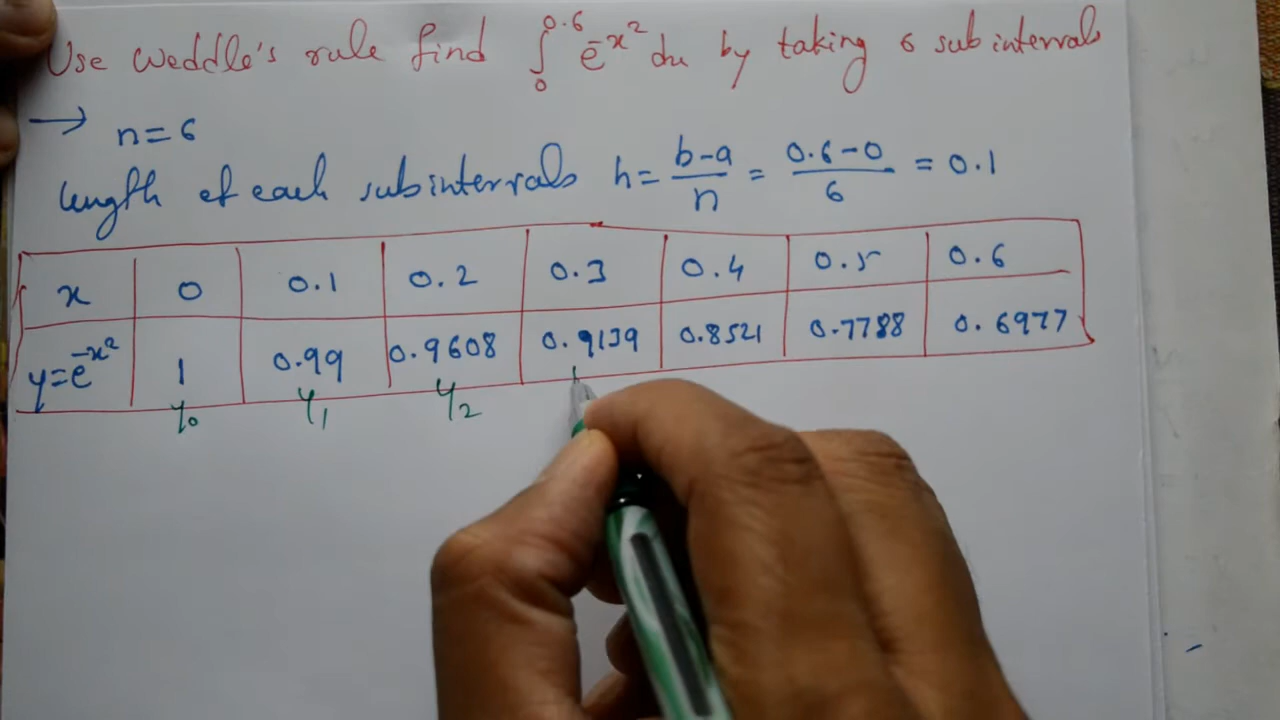 Use Weddle's rule find ∫₀^0.6 e^-x² dx by taking 6 sub intervals
→ n=6
length of each subintervals h= b-a/n = 0.6-0/6 = 0.1
x 0 0.1 0.2 0.3 0.4 0.5 0.6
y=e^-x² 1 0.99 0.9608 0.9139 0.8521 0.7788 0.6977
y₀ y₁ y₂